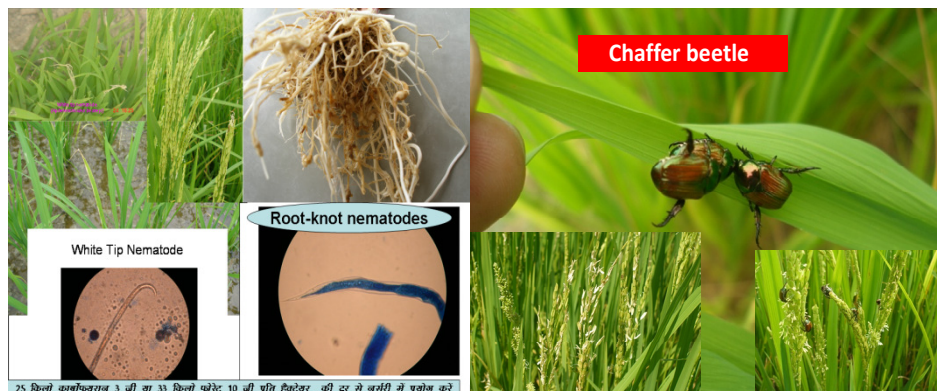 Chaffer beetle
Root-knot nematodes
White Tip Nematode
25 किलो कार्बोफ्यूरान 3 जी या 33 किलो फोरेट 10 जी प्रति हैक्टेयर की दर से नर्सरी में प्रयोग करें